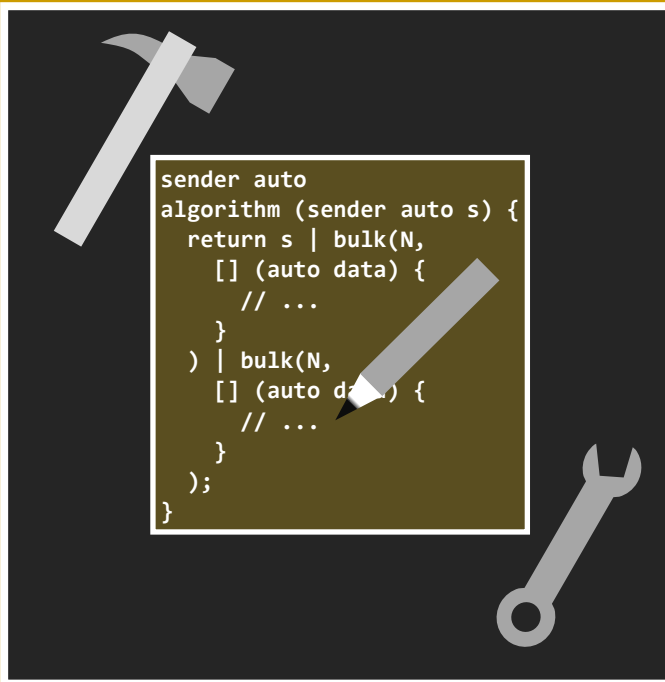 sender auto
algorithm (sender auto s) {
  return s | bulk(N,
    [] (auto data) {
      // ...
    }
  ) | bulk(N,
    [] (auto ) {
      // ...
    }
  );
}